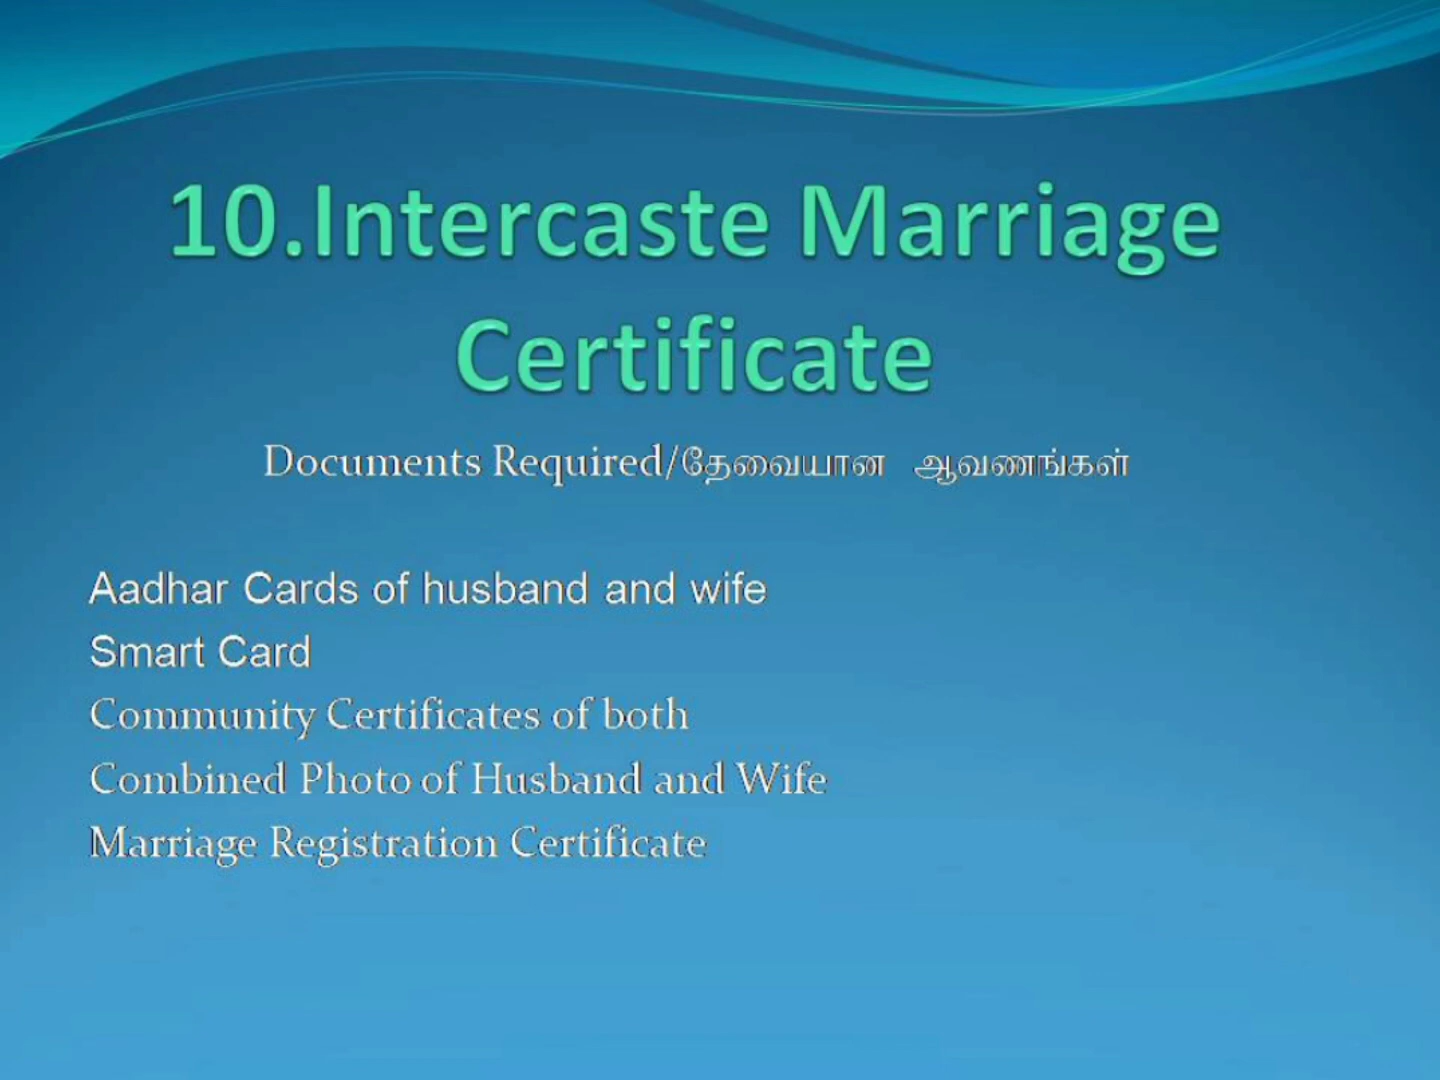 10.Intercaste Marriage
Certificate
Documents Required/தேவையான ஆவணங்கள்
Aadhar Cards of husband and wife
Smart Card
Community Certificates of both
Combined Photo of Husband and Wife
Marriage Registration Certificate